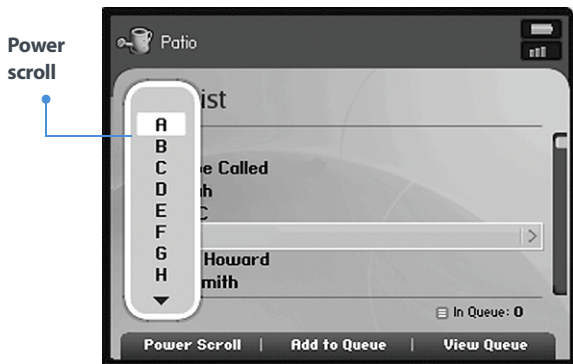 Power
scroll
Patio
ist
A
B
C
e Called
D
h
E
C
F
G
Howard
H
mith
In Queue: 0
Power Scroll | Add to Queue | View Queue